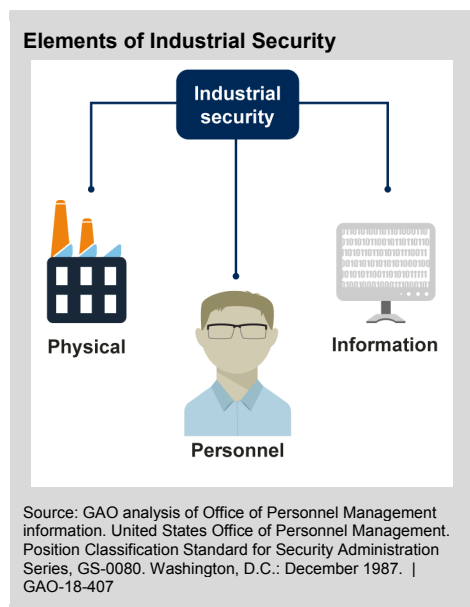 Elements of Industrial Security
Industrial
security
Physical
Information
Personnel
Source: GAO analysis of Office of Personnel Management
information. United States Office of Personnel Management.
Position Classification Standard for Security Administration
Series, GS-0080. Washington, D.C.: December 1987. |
GAO-18-407